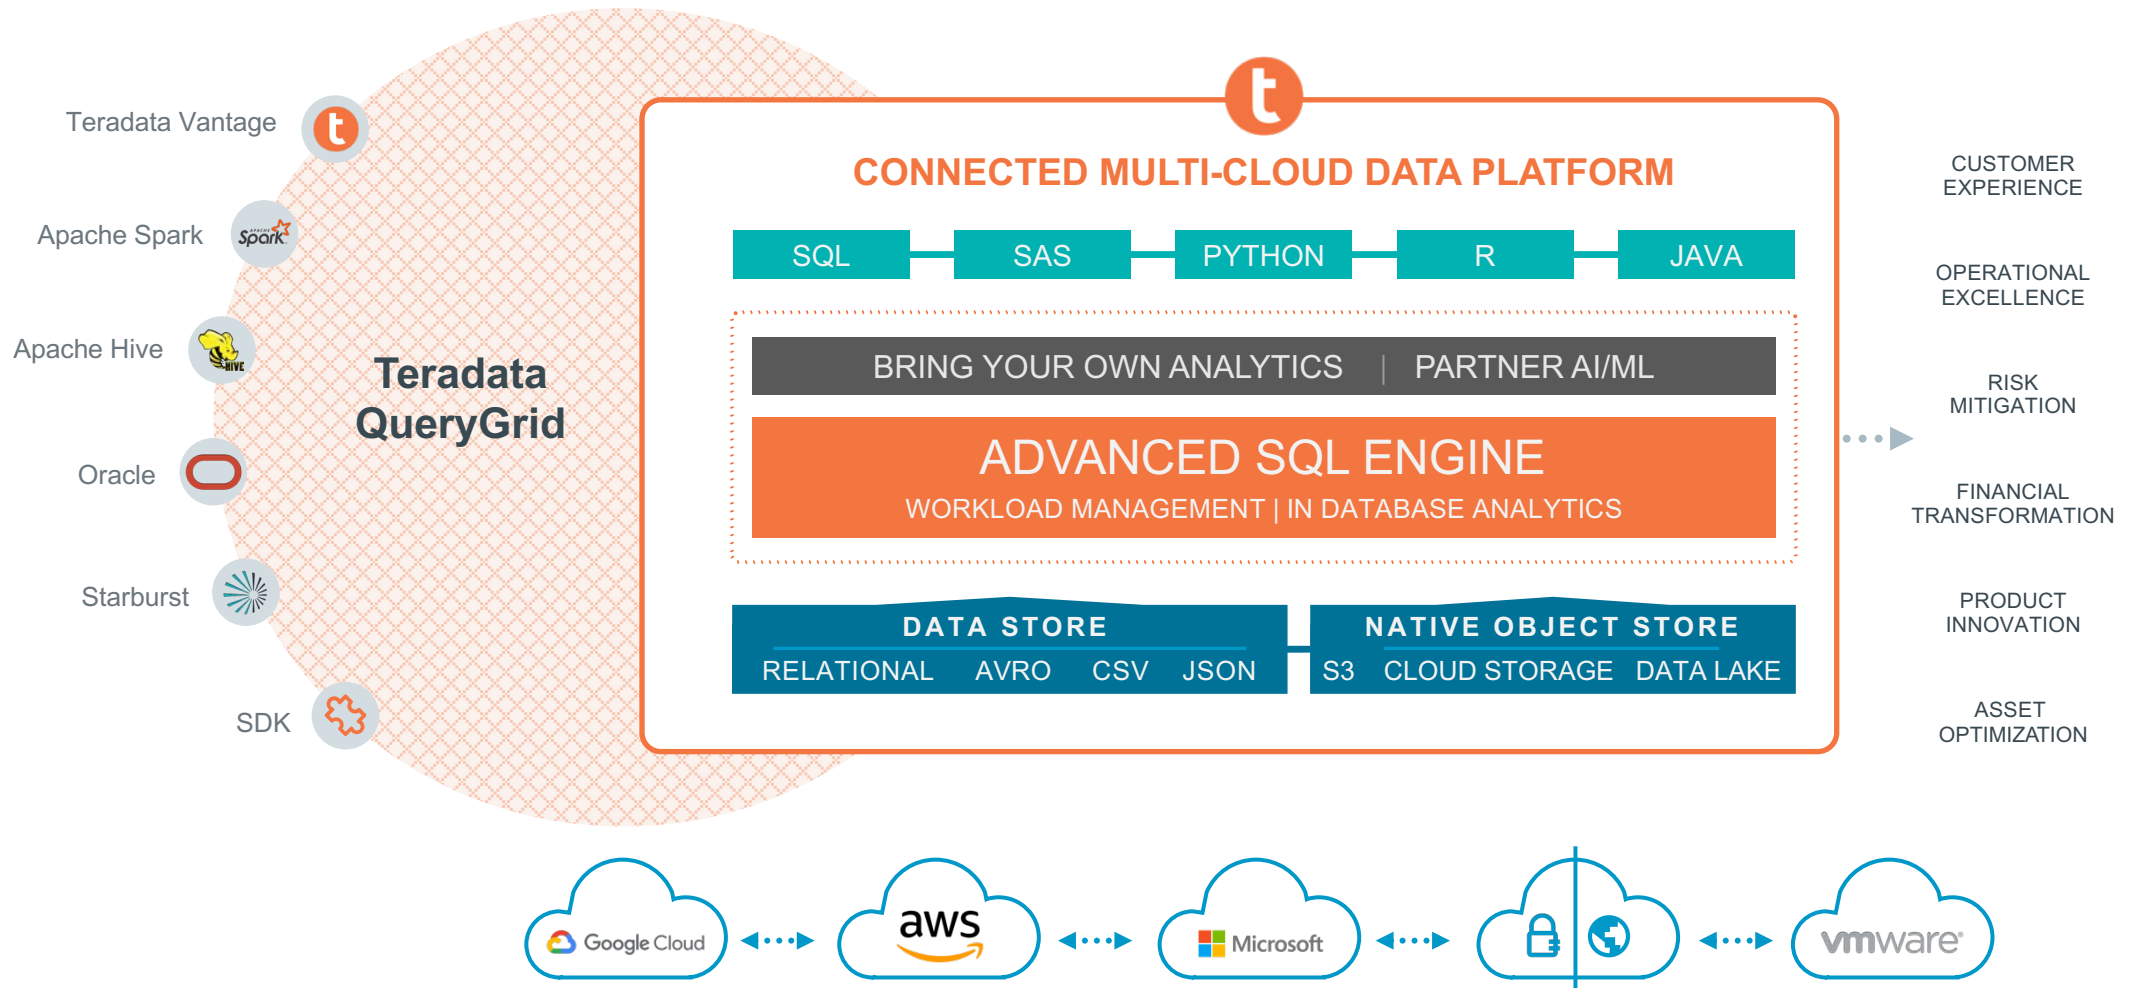 Teradata Vantage
Apache Spark
APACHE
Spark
Apache Hive
HIVE
Oracle
Starburst
SDK
Teradata
QueryGrid
t
t
CONNECTED MULTI-CLOUD DATA PLATFORM
SQL SAS PYTHON R JAVA
BRING YOUR OWN ANALYTICS | PARTNER AI/ML
ADVANCED SQL ENGINE
WORKLOAD MANAGEMENT | IN DATABASE ANALYTICS
DATA STORE
RELATIONAL AVRO CSV JSON
NATIVE OBJECT STORE
S3 CLOUD STORAGE DATA LAKE
CUSTOMER
EXPERIENCE
OPERATIONAL
EXCELLENCE
RISK
MITIGATION
FINANCIAL
TRANSFORMATION
PRODUCT
INNOVATION
ASSET
OPTIMIZATION
Google Cloud
aws
Microsoft
vmware